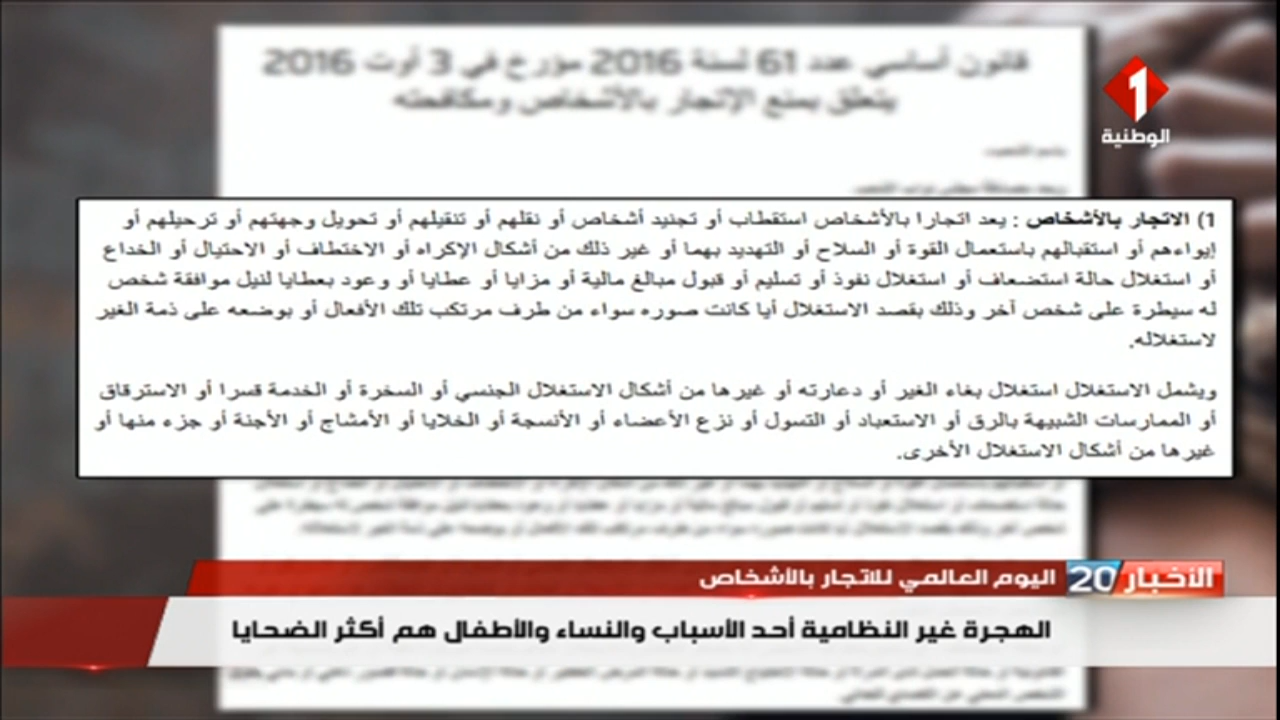 قانون أساسي عدد 61 لسنة 2016 مؤرخ في 3 أوت 2016
يتعلق بمنع الإتجار بالأشخاص ومكافحته
1
الوطنية
باسم الشعب،
وبعد مصادقة مجلس نواب الشعب
1) الاتجار بالأشخاص : يعد اتجارا بالأشخاص استقطاب أو تجنيد أشخاص أو نقلهم أو تنقيلهم أو تحويل وجهتهم أو ترحيلهم أو
إيواءهم أو استقبالهم باستعمال القوة أو السلاح أو التهديد بهما أو غير ذلك من أشكال الإكراه أو الاختطاف أو الاحتيال أو الخداع
أو استغلال حالة استضعاف أو استغلال نفوذ أو تسليم أو قبول مبالغ مالية أو مزايا أو عطايا أو وعود بعطايا لنيل موافقة شخص
له سيطرة على شخص آخر وذلك بقصد الاستغلال أيا كانت صوره سواء من طرف مرتكب تلك الأفعال أو بوضعه على ذمة الغير
لاستغلاله.
ويشمل الاستغلال استغلال بغاء الغير أو دعارته أو غيرها من أشكال الاستغلال الجنسي أو السخرة أو الخدمة قسرا أو الاسترقاق
أو الممارسات الشبيهة بالرق أو الاستعباد أو التسول أو نزع الأعضاء أو الأنسجة أو الخلايا أو الأمشاج أو الأجنة أو جزء منها أو
غيرها من أشكال الاستغلال الأخرى.
الأخبار 20 اليوم العالمي للاتجار بالأشخاص
الهجرة غير النظامية أحد الأسباب والنساء والأطفال هم أكثر الضحايا